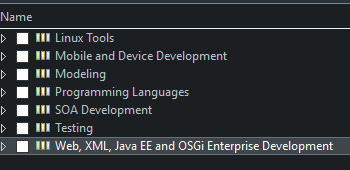 Name
Linux Tools
Mobile and Device Development
Modeling
Programming Languages
SOA Development
Testing
Web, XML, Java EE and OSGi Enterprise Development